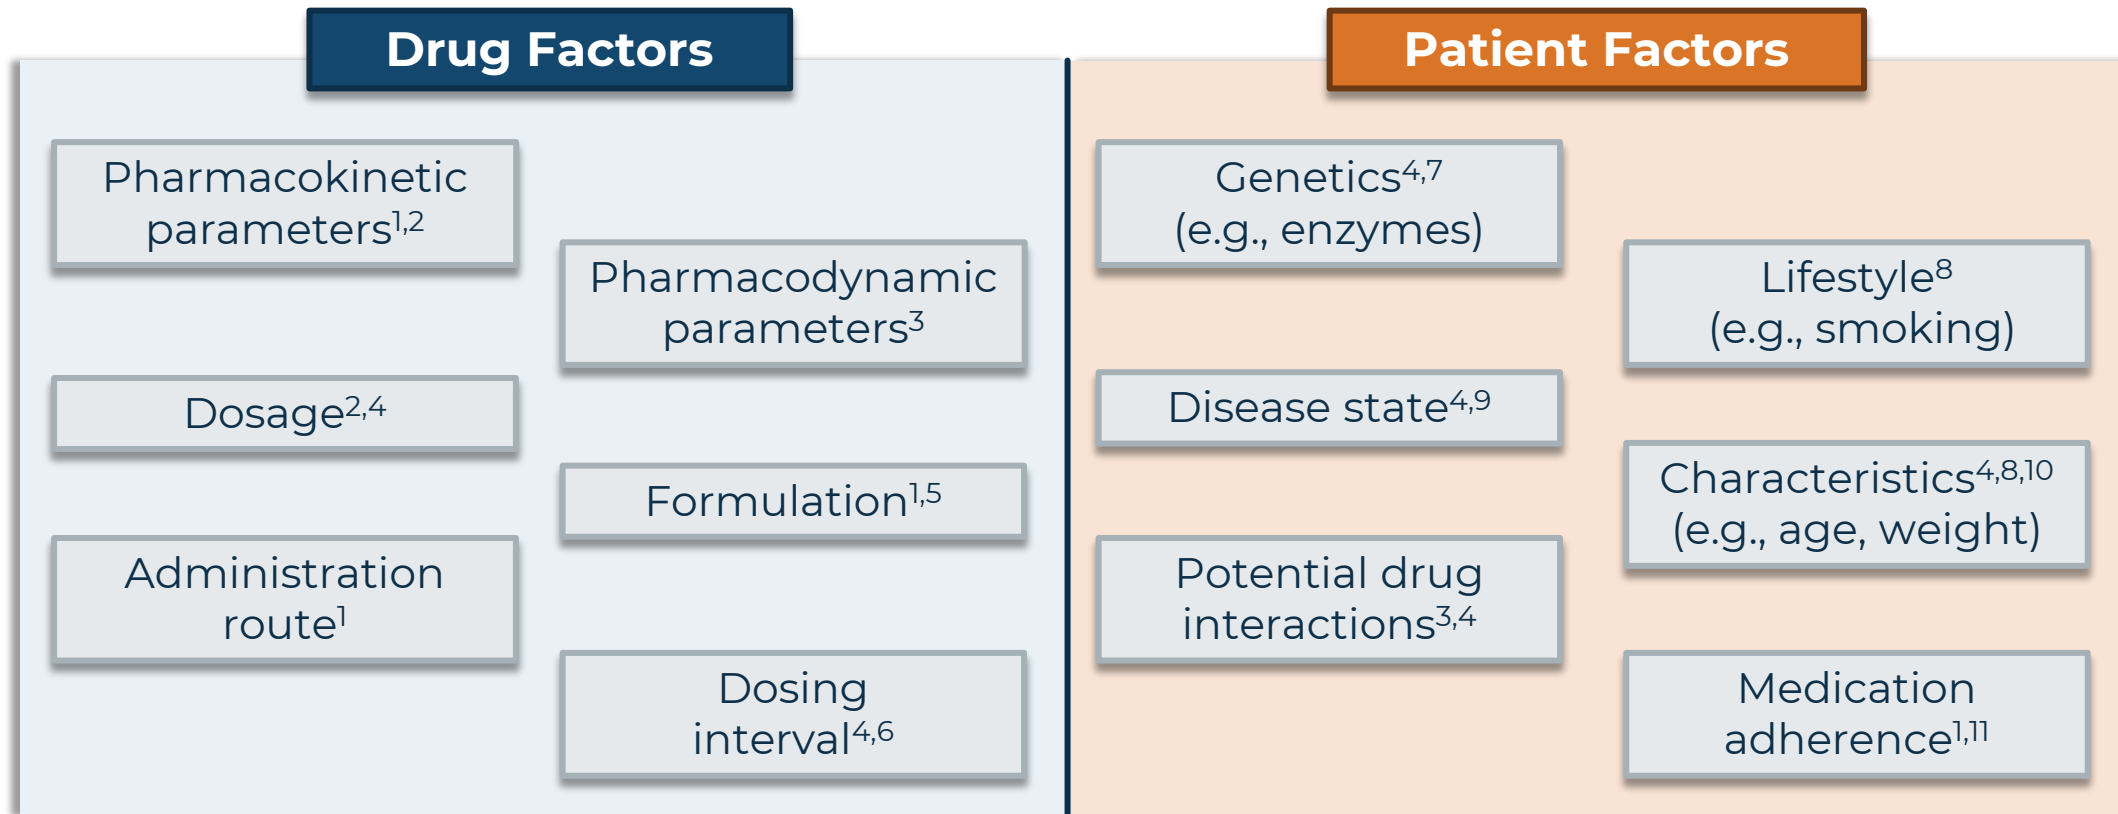 Drug Factors
Pharmacokinetic
parameters1,2
Pharmacodynamic
parameters3
Dosage2,4
Formulation1,5
Administration
route1
Dosing
interval4,6
Patient Factors
Genetics4,7
(e.g., enzymes)
Lifestyle8
(e.g., smoking)
Disease state4,9
Characteristics4,8,10
(e.g., age, weight)
Potential drug
interactions3,4
Medication
adherence1,11